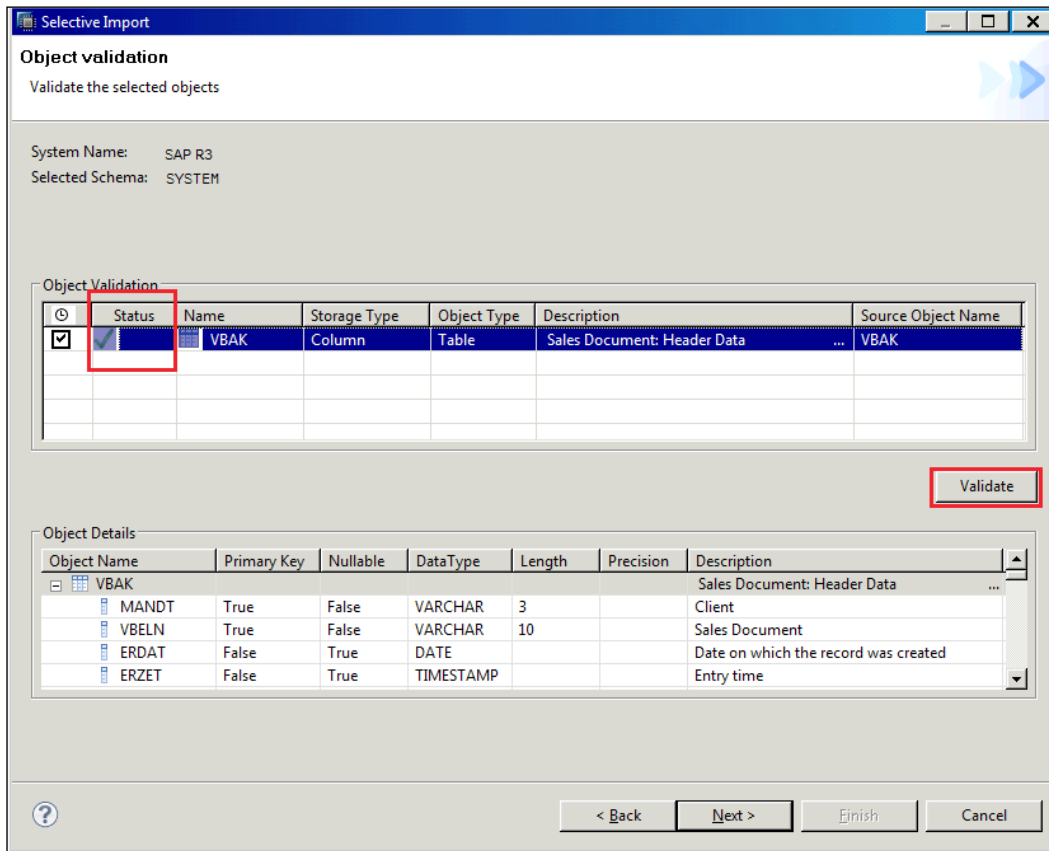 Selective Import
Object validation
Validate the selected objects
System Name: SAP R3
Selected Schema: SYSTEM
Object Validation
Status Name Storage Type Object Type Description Source Object Name
VBAK Column Table Sales Document: Header Data ... VBAK
Validate
Object Details
Object Name Primary Key Nullable DataType Length Precision Description
VBAK Sales Document: Header Data ...
MANDT True False VARCHAR 3 Client
VBELN True False VARCHAR 10 Sales Document
ERDAT False True DATE Date on which the record was created
ERZET False True TIMESTAMP Entry time
? < Back Next > Finish Cancel